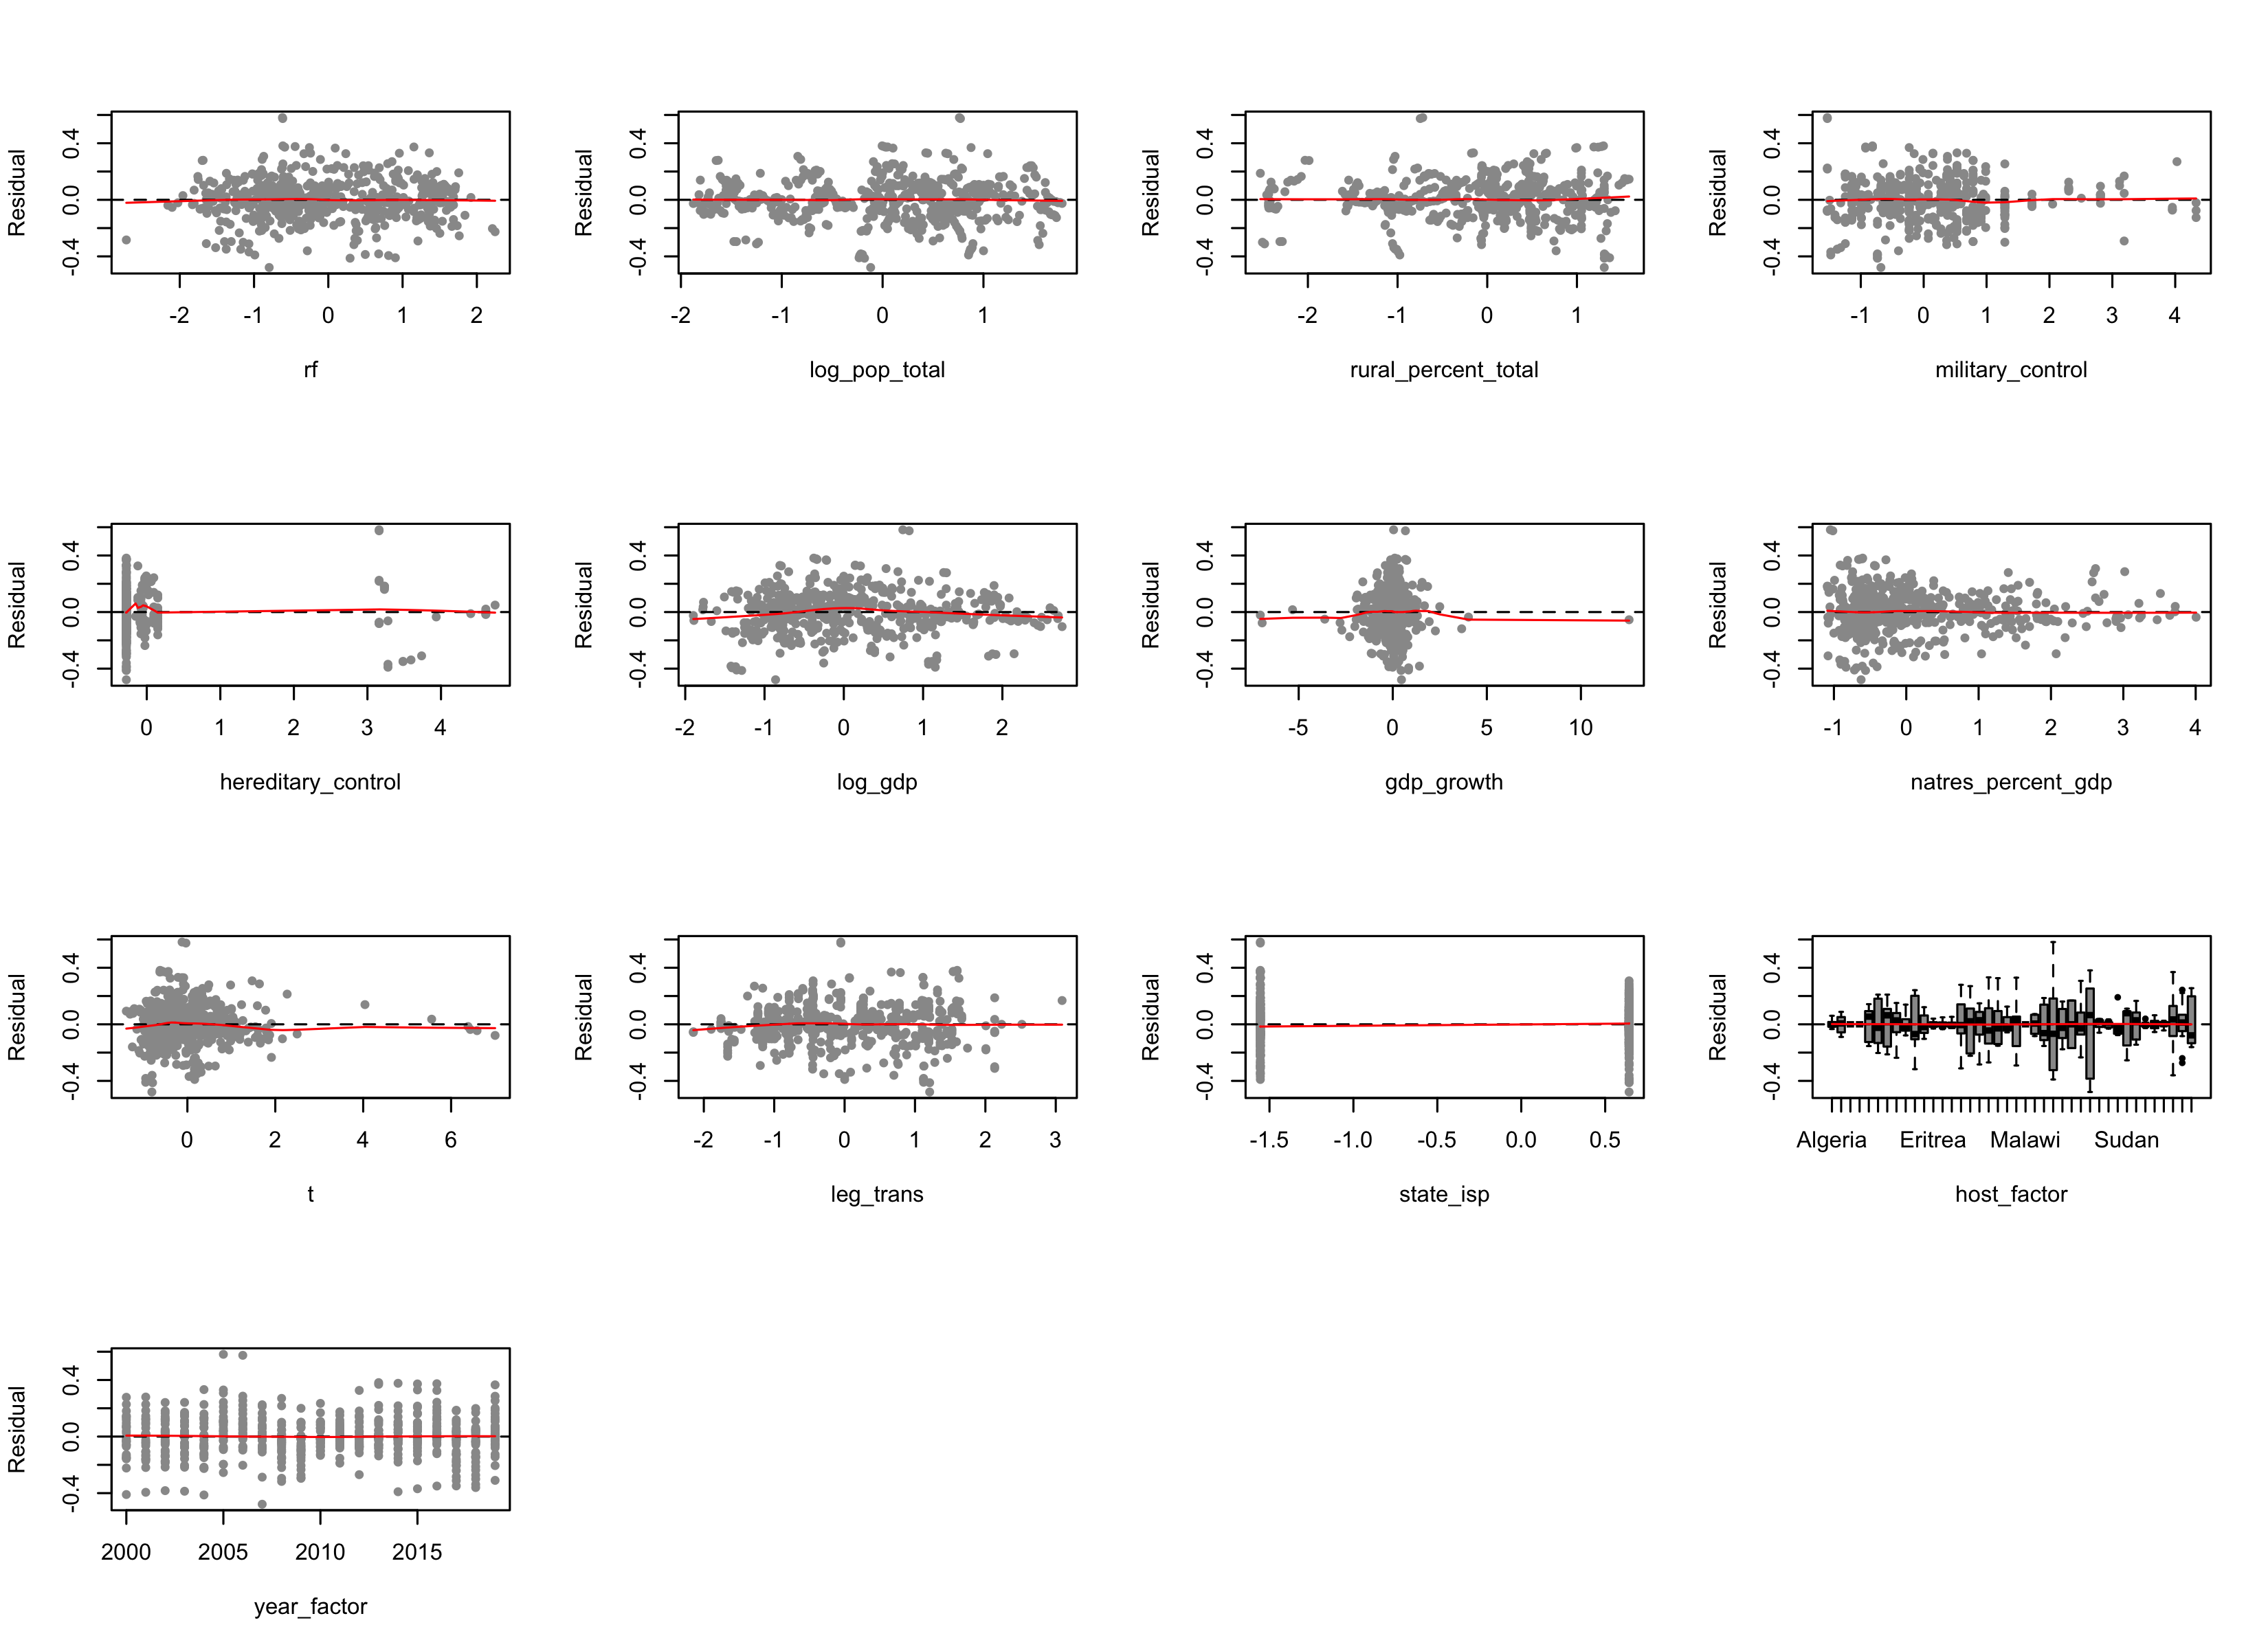 Residual
0.4
0.0
-0.4
-2 -1 0 1 2
rf
Residual
0.4
0.0
-0.4
-2 -1 0 1
log_pop_total
Residual
0.4
0.0
-0.4
-2 -1 0 1
rural_percent_total
Residual
0.4
0.0
-0.4
-1 0 1 2 3 4
military_control
Residual
0.4
0.0
-0.4
0 1 2 3 4
hereditary_control
Residual
0.4
0.0
-0.4
-2 -1 0 1 2
log_gdp
Residual
0.4
0.0
-0.4
-5 0 5 10
gdp_growth
Residual
0.4
0.0
-0.4
-1 0 1 2 3 4
natres_percent_gdp
Residual
0.4
0.0
-0.4
0 2 4 6
t
Residual
0.4
0.0
-0.4
-2 -1 0 1 2 3
leg_trans
Residual
0.4
0.0
-0.4
-1.5 -1.0 -0.5 0.0 0.5
state_isp
Residual
0.4
0.0
-0.4
Algeria Eritrea Malawi Sudan
host_factor
Residual
0.4
0.0
-0.4
2000 2005 2010 2015
year_factor